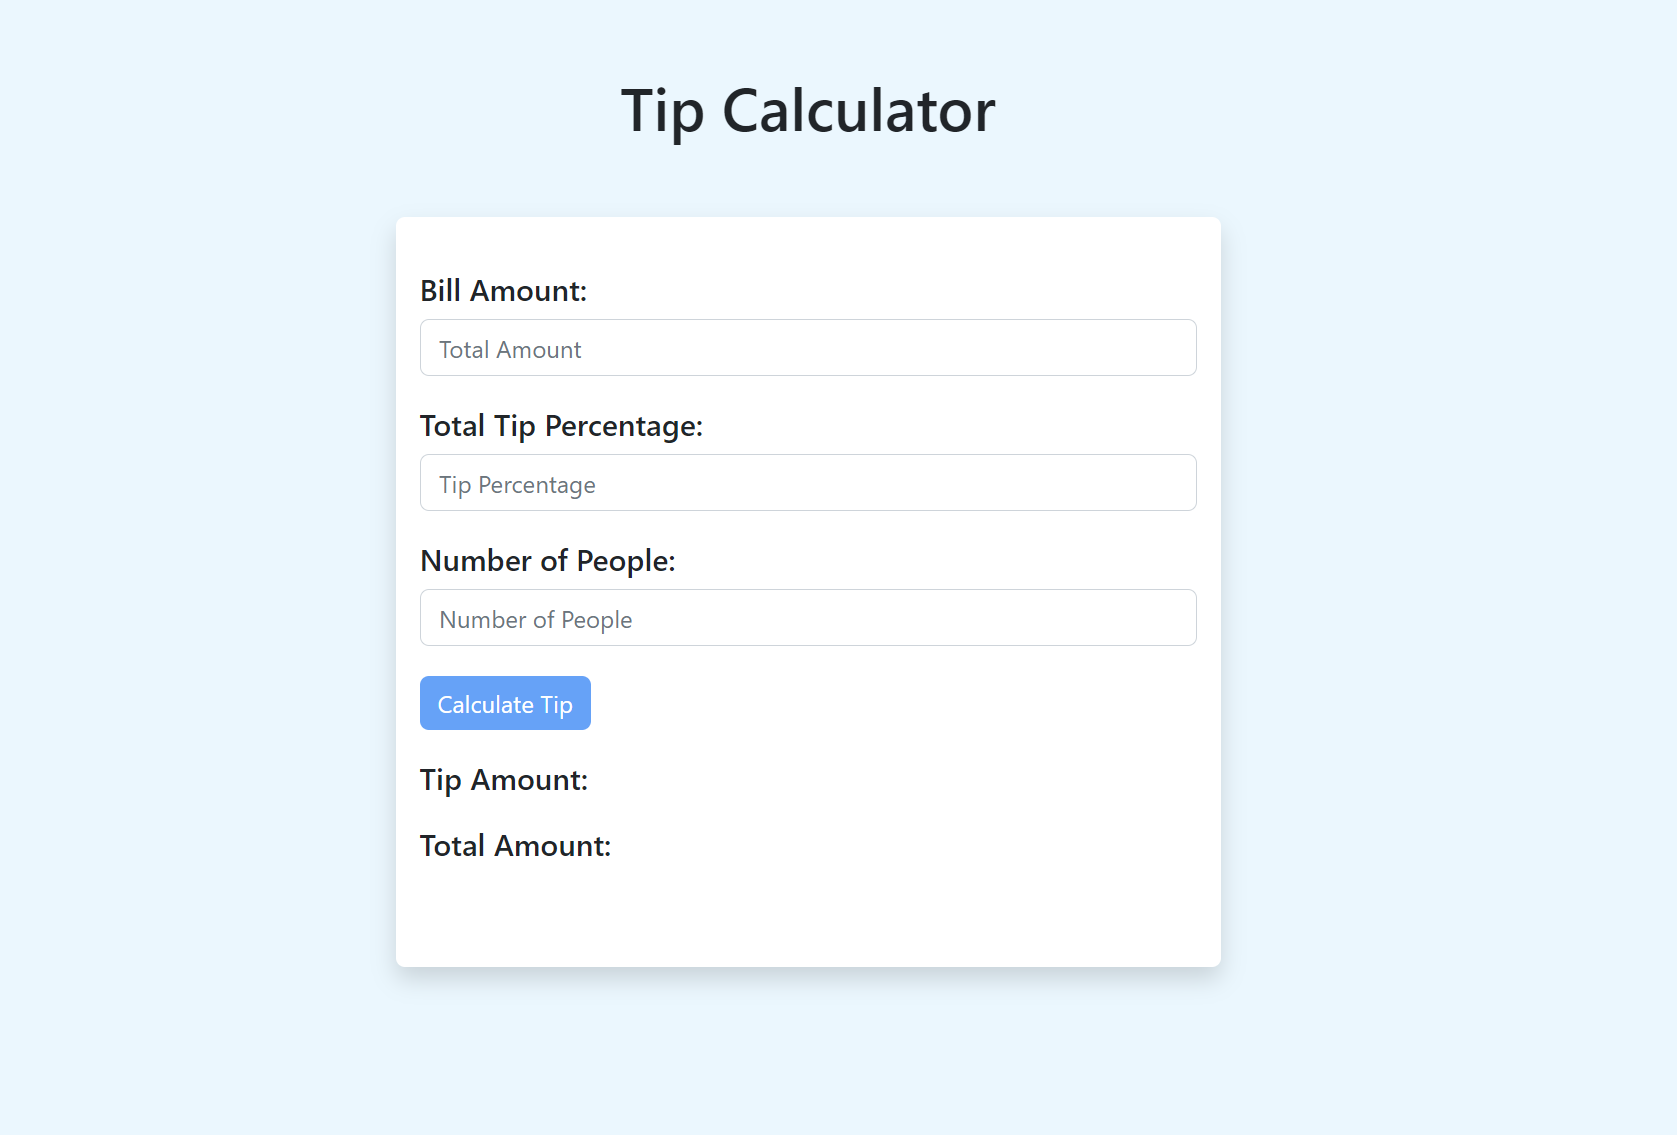 Tip Calculator
Bill Amount:
Total Amount
Total Tip Percentage:
Tip Percentage
Number of People:
Number of People
Calculate Tip
Tip Amount:
Total Amount: